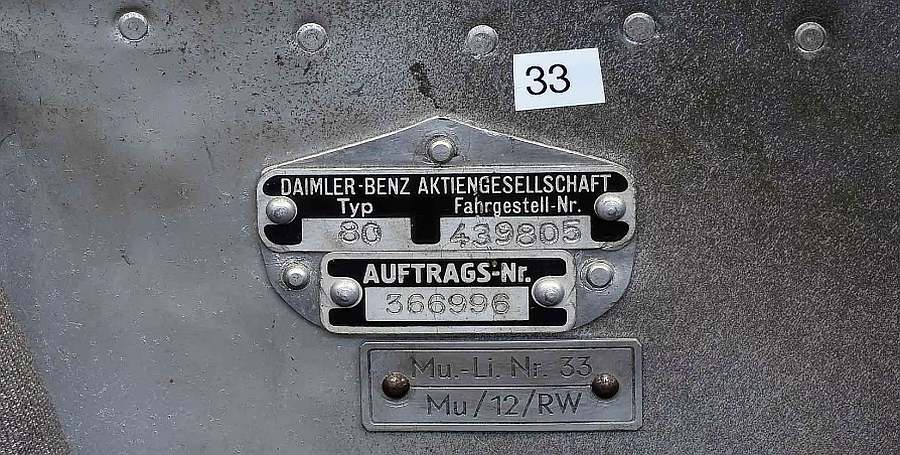 33
DAIMLER-BENZ AKTIENGESELLSCHAFT
Typ Fahrgestell-Nr.
80 439805
AUFTRAGS-Nr.
366996
Mu.-Li. Nr. 33
Mu/12/RW